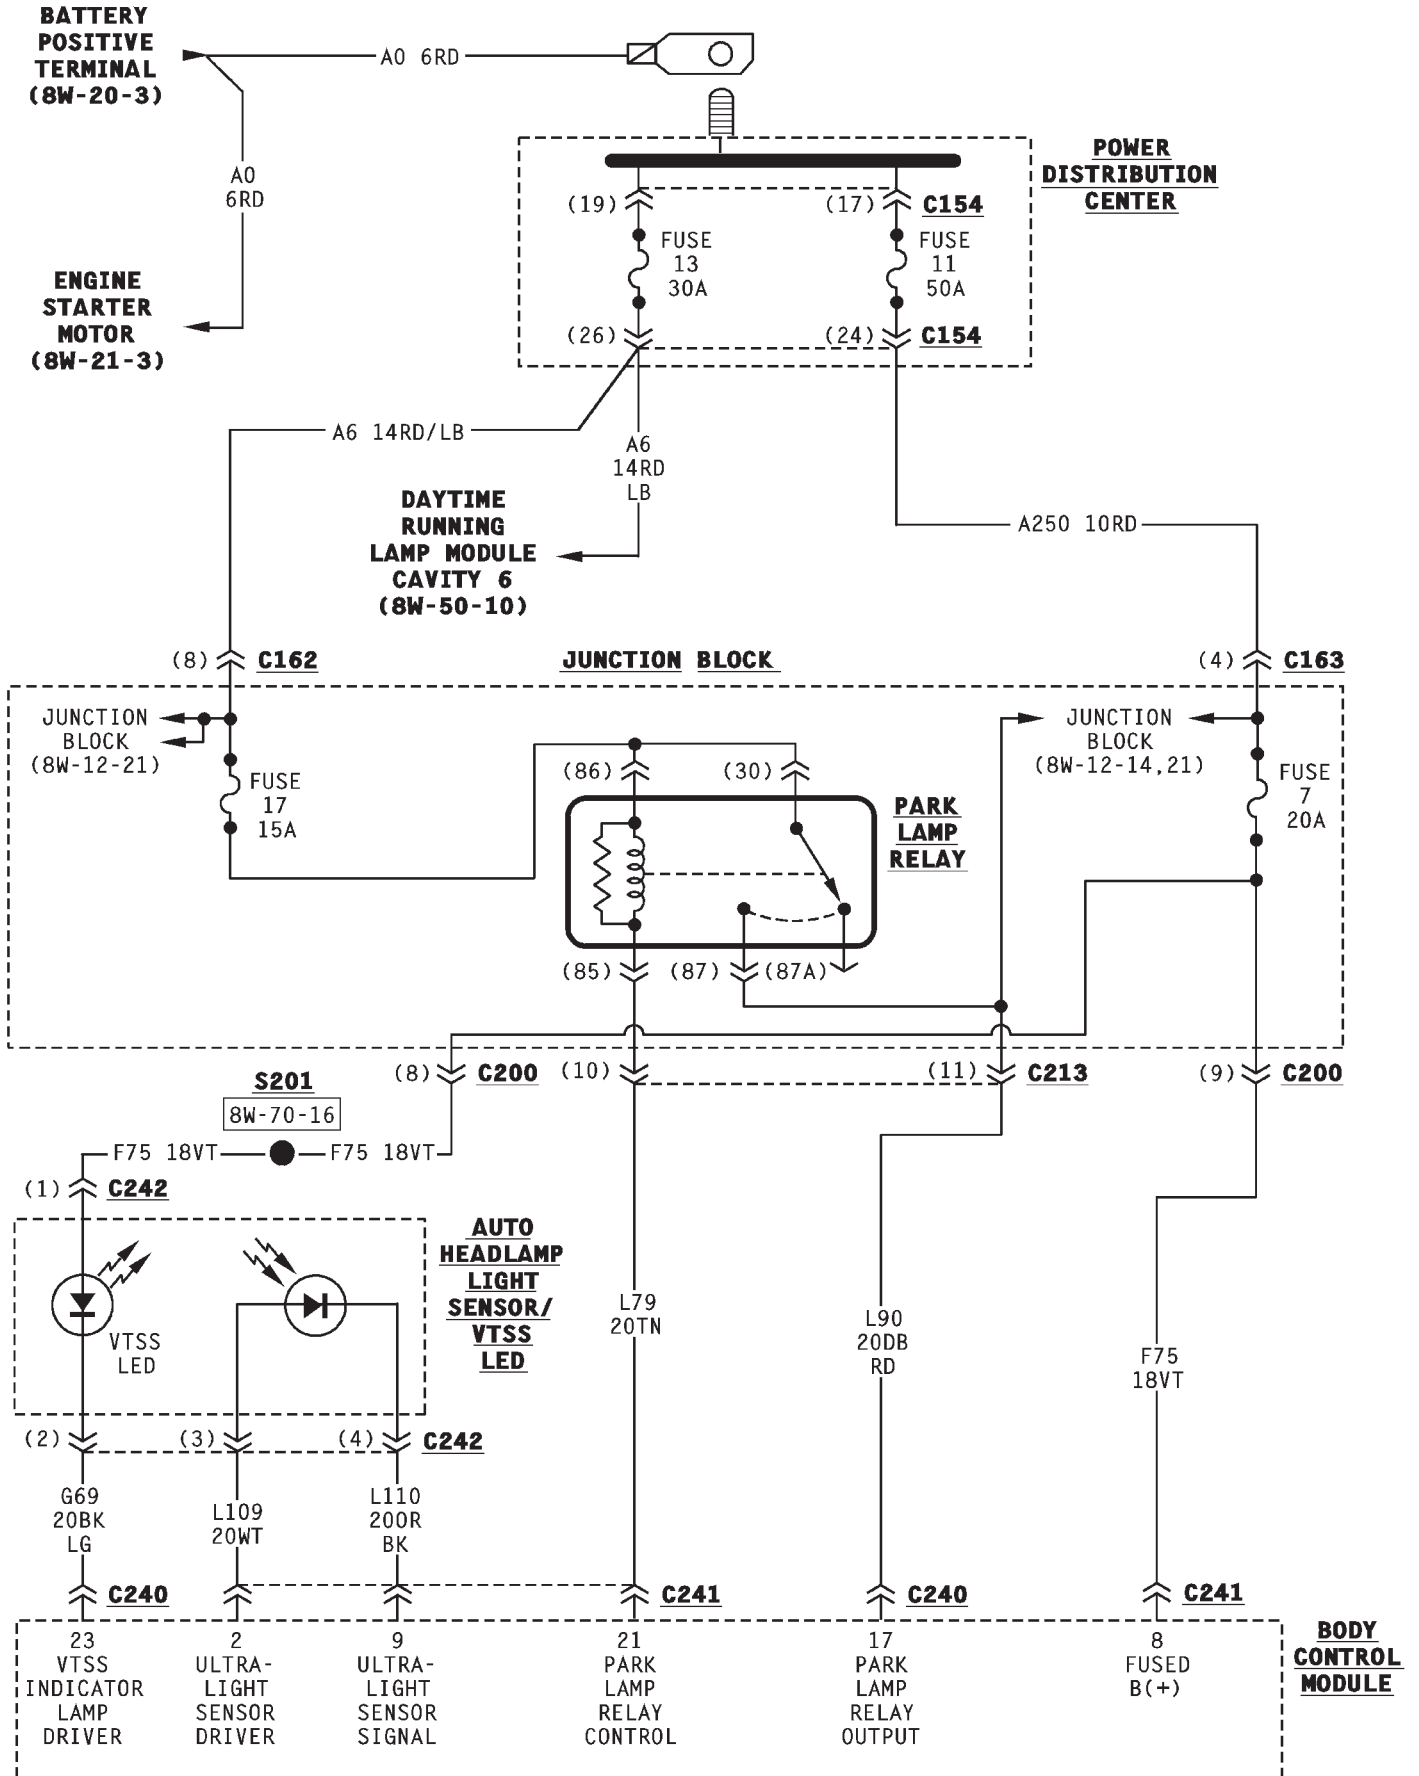 BATTERY
POSITIVE
TERMINAL
(8W-20-3)
A0 6RD
A0
6RD
ENGINE
STARTER
MOTOR
(8W-21-3)
POWER
DISTRIBUTION
CENTER
(19)
(17)
C154
FUSE
13
30A
FUSE
11
50A
(26)
(24)
C154
A6 14RD/LB
A6
14RD
LB
DAYTIME
RUNNING
LAMP MODULE
CAVITY 6
(8W-50-10)
A250 10RD
(8)
C162
JUNCTION BLOCK
(4)
C163
JUNCTION
BLOCK
(8W-12-21)
FUSE
17
15A
(86)
(30)
PARK
LAMP
RELAY
JUNCTION
BLOCK
(8W-12-14,21)
FUSE
7
20A
(85)
(87)
(87A)
(8)
C200
(10)
(11)
C213
(9)
C200
S201
8W-70-16
F75 18VT
F75 18VT
(1)
C242
AUTO
HEADLAMP
LIGHT
SENSOR/
VTSS
LED
VTSS
LED
L79
20TN
L90
20DB
RD
F75
18VT
(2)
(3)
(4)
C242
G69
20BK
LG
L109
20WT
L110
20OR
BK
C240
C241
C240
C241
BODY
CONTROL
MODULE
23
VTSS
INDICATOR
LAMP
DRIVER
2
ULTRA-
LIGHT
SENSOR
DRIVER
9
ULTRA-
LIGHT
SENSOR
SIGNAL
21
PARK
LAMP
RELAY
CONTROL
17
PARK
LAMP
RELAY
OUTPUT
8
FUSED
B(+)